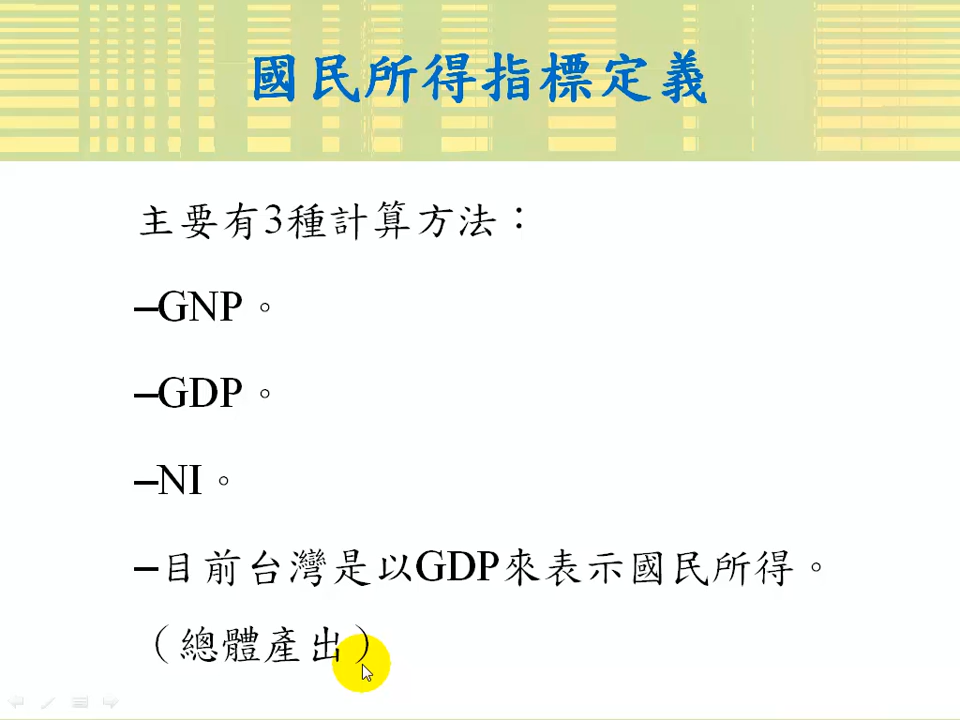 國民所得指標定義
主要有3種計算方法：
–GNP。
–GDP。
–NI。
–目前台灣是以GDP來表示國民所得。
（總體產出）